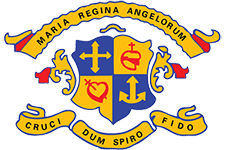 MARIA REGINA ANGELORUM
CRUCI DUM SPIRO FIDO